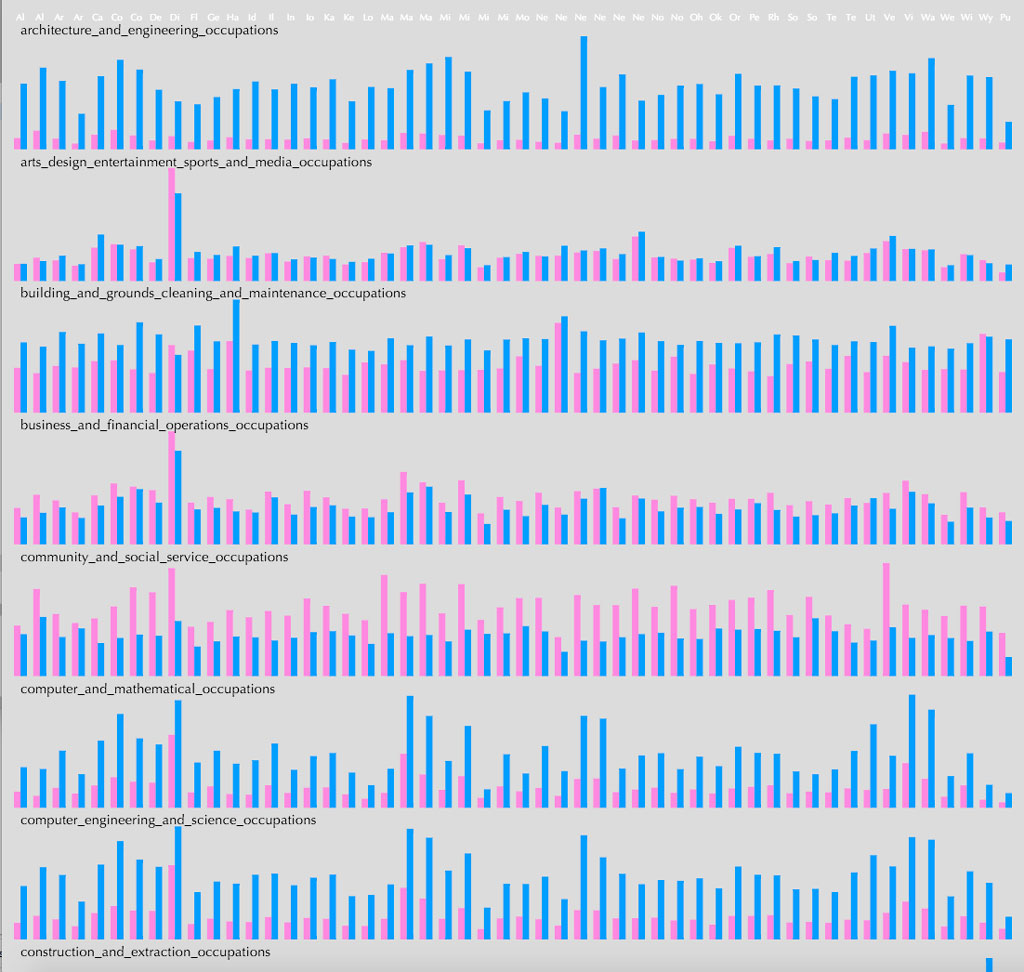 Al Al Ar Ar Ca Co Co De Di Fl Ge Ha Id Il In Io Ka Ke Lo Ma Ma Ma Mi Mi Mi Mi Mo Ne Ne Ne Ne Ne Ne No No Oh Ok Or Pe Rh So So Te Te Ut Ve Vi Wa We Wi Wy Pu
architecture_and_engineering_occupations
arts_design_entertainment_sports_and_media_occupations
building_and_grounds_cleaning_and_maintenance_occupations
business_and_financial_operations_occupations
community_and_social_service_occupations
computer_and_mathematical_occupations
computer_engineering_and_science_occupations
construction_and_extraction_occupations